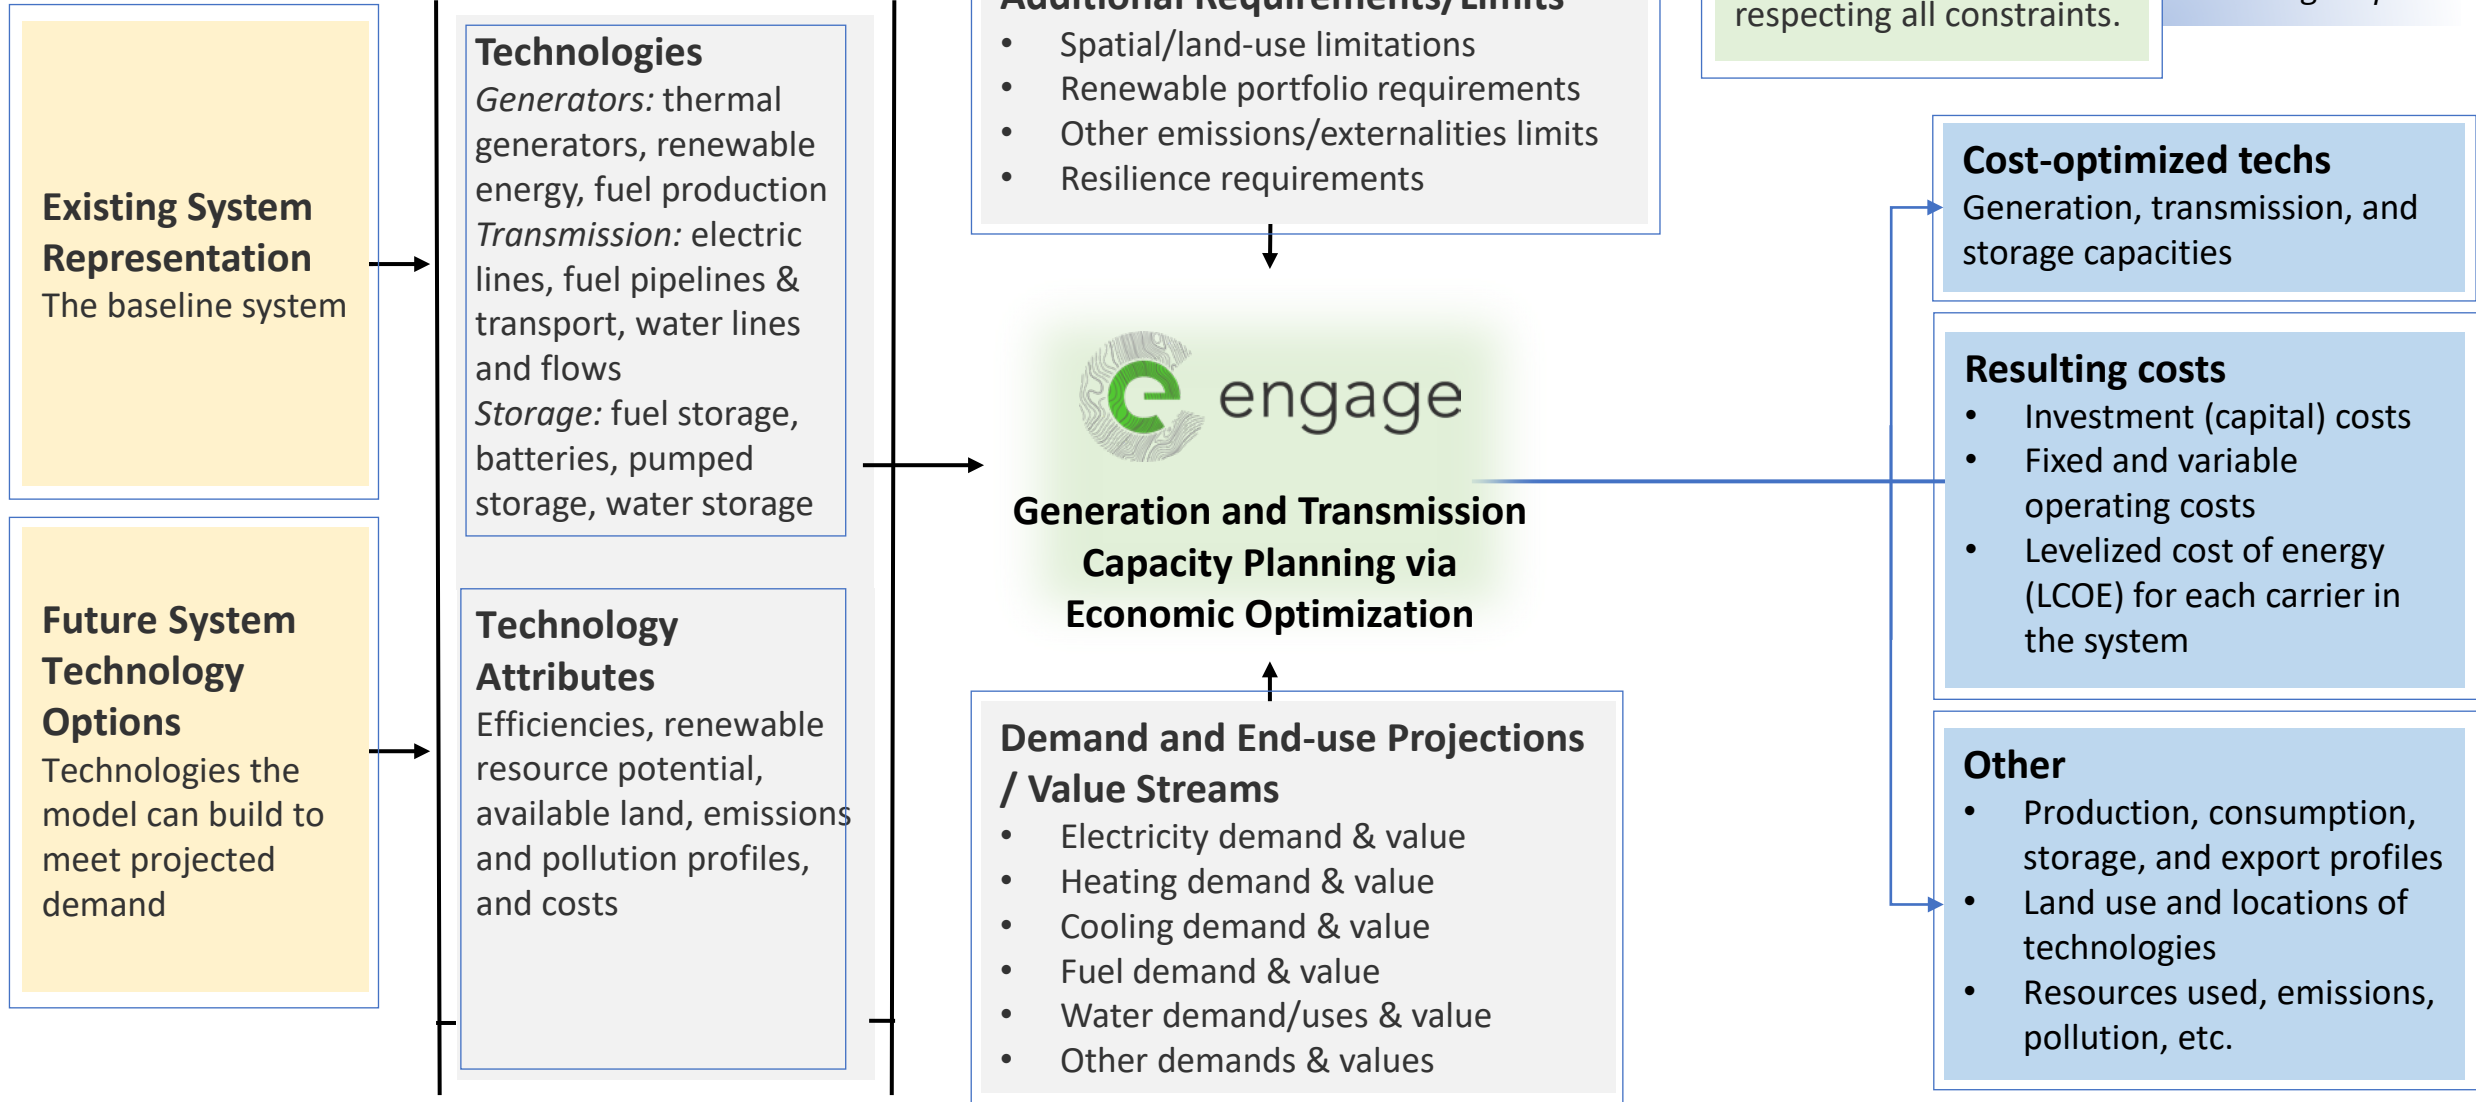 Existing System
Representation
The baseline system
Future System
Technology
Options
Technologies the
model can build to
meet projected
demand
Technologies
Generators: thermal
generators, renewable
energy, fuel production
Transmission: electric
lines, fuel pipelines &
transport, water lines
and flows
Storage: fuel storage,
batteries, pumped
storage, water storage
Technology
Attributes
Efficiencies, renewable
resource potential,
available land, emissions
and pollution profiles,
and costs
Additional Requirements/Limits
• Spatial/land-use limitations
• Renewable portfolio requirements
• Other emissions/externalities limits
• Resilience requirements
engage
Generation and Transmission
Capacity Planning via
Economic Optimization
Demand and End-use Projections
/ Value Streams
• Electricity demand & value
• Heating demand & value
• Cooling demand & value
• Fuel demand & value
• Water demand/uses & value
• Other demands & values
respecting all constraints.
Cost-optimized techs
Generation, transmission, and
storage capacities
Resulting costs
• Investment (capital) costs
• Fixed and variable
operating costs
• Levelized cost of energy
(LCOE) for each carrier in
the system
Other
• Production, consumption,
storage, and export profiles
• Land use and locations of
technologies
• Resources used, emissions,
pollution, etc.